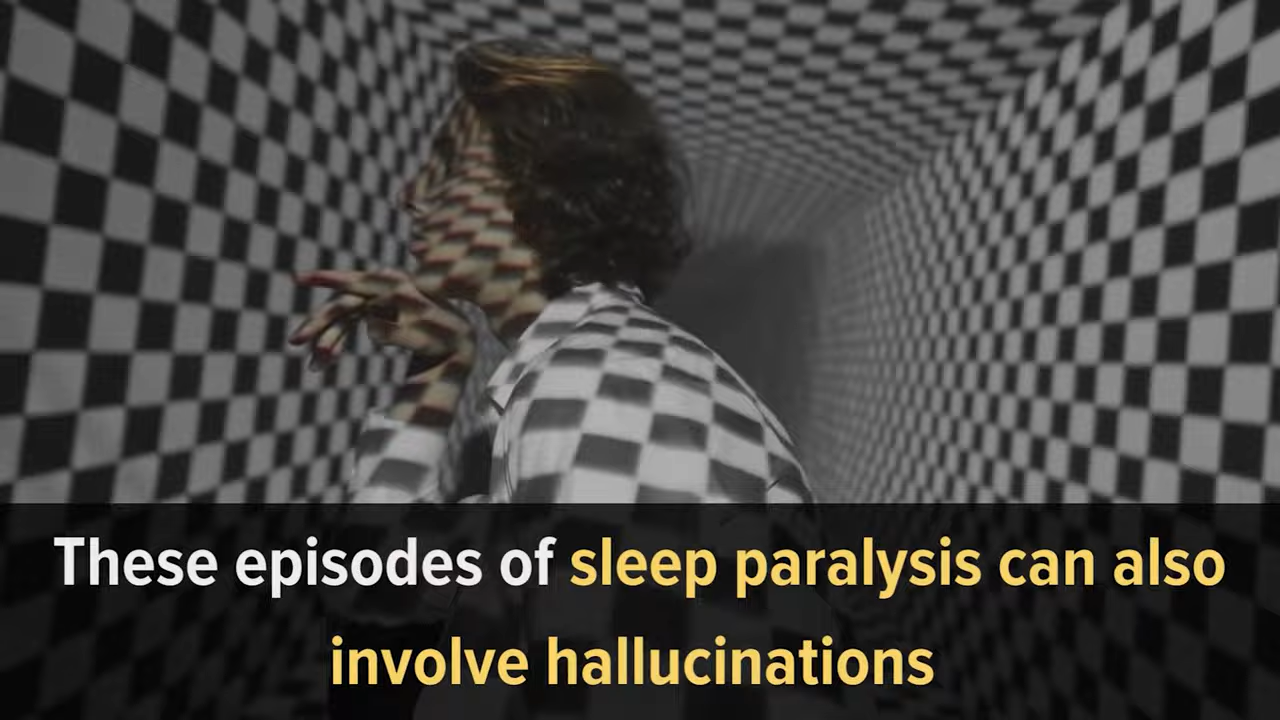 These episodes of sleep paralysis can also
involve hallucinations